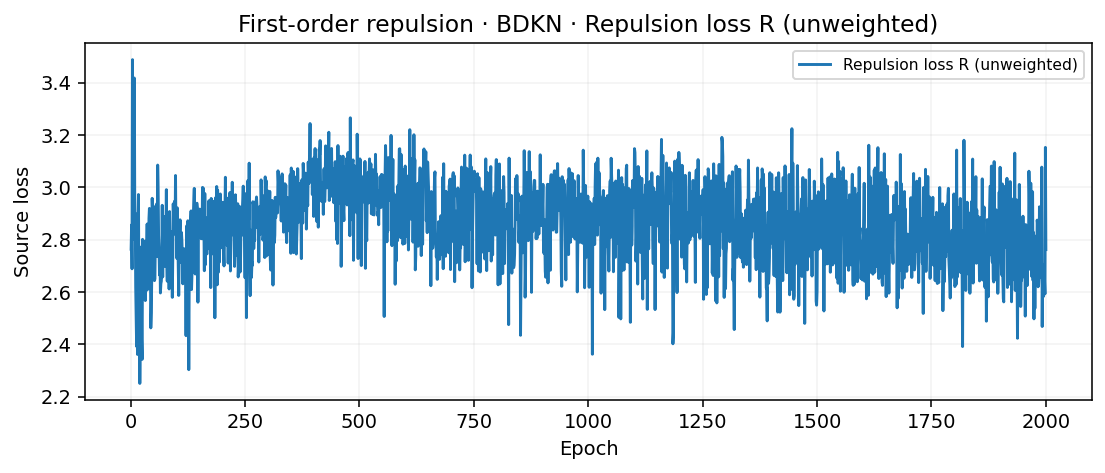 First-order repulsion · BDKN · Repulsion loss R (unweighted)
Repulsion loss R (unweighted)
Source loss
3.4
3.2
3.0
2.8
2.6
2.4
2.2
0 250 500 750 1000 1250 1500 1750 2000
Epoch